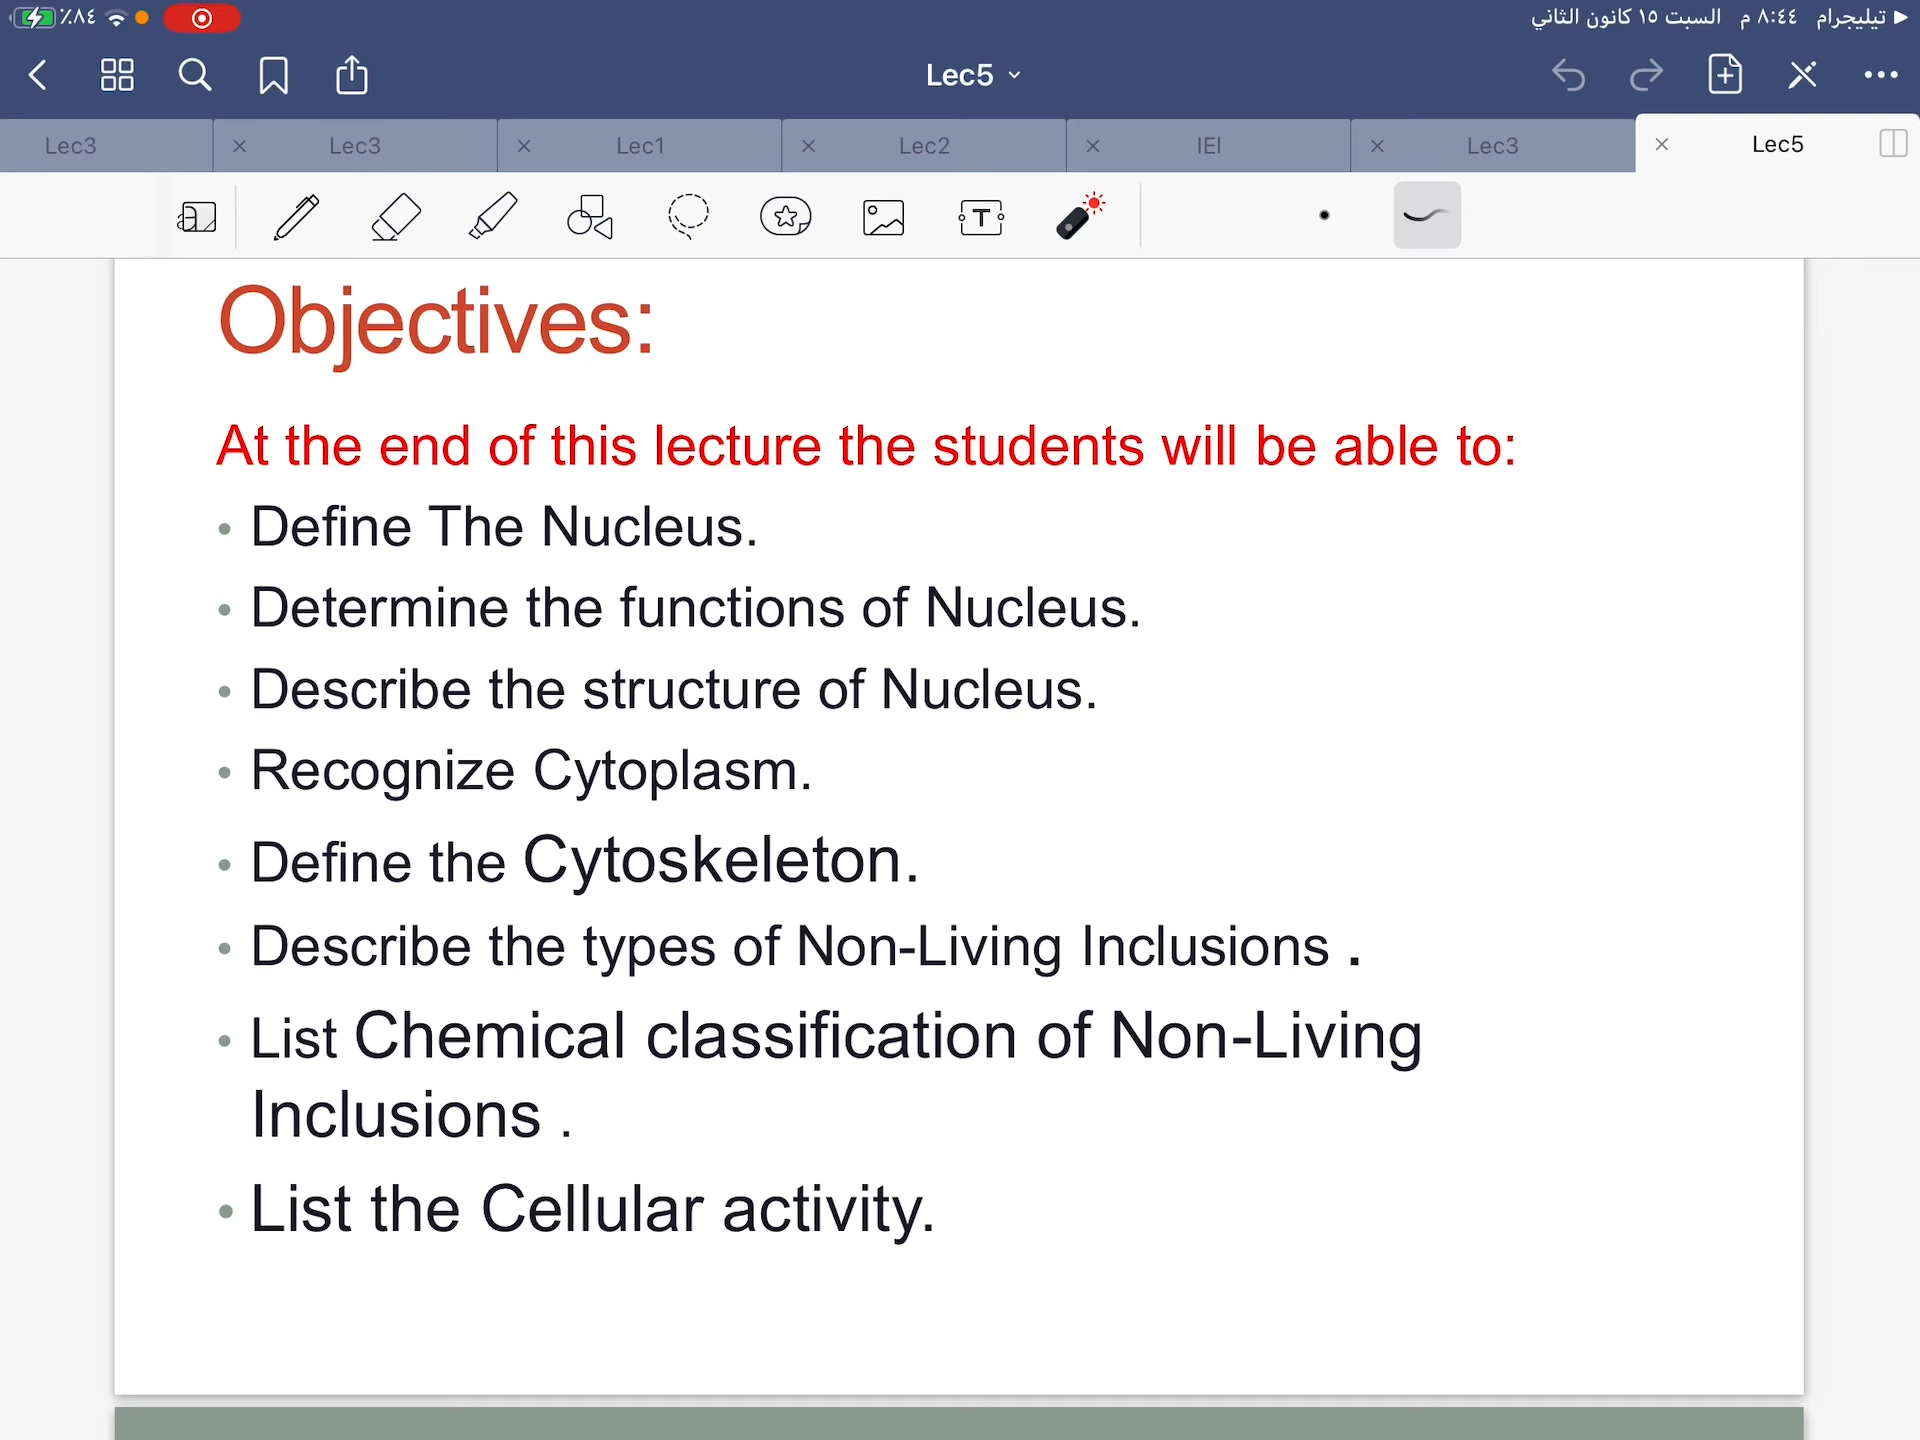 ٪٨٤
تيليجرام ٨:٤٤ م السبت ١٥ كانون الثاني
Lec5
Lec3
Lec3
Lec1
Lec2
IEI
Lec3
Lec5
Objectives:
At the end of this lecture the students will be able to:
• Define The Nucleus.
• Determine the functions of Nucleus.
• Describe the structure of Nucleus.
• Recognize Cytoplasm.
• Define the Cytoskeleton.
• Describe the types of Non-Living Inclusions .
• List Chemical classification of Non-Living
Inclusions .
• List the Cellular activity.